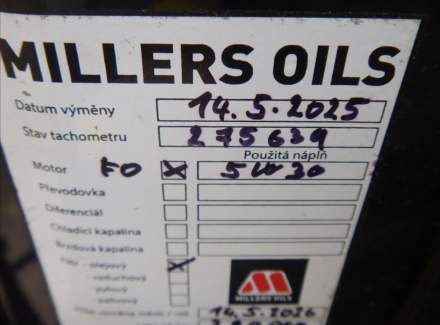 MILLERS OILS
Datum výměny 14.5.2025
Stav tachometru 275639
Použitá náplň
Motor FO x 5W30
Převodovka
Diferenciál
Chladící kapalina
Brzdová kapalina
Filtr - olejový x
- vzduchový
- pylový
- palivový
MILLERS OILS
14.5.2026